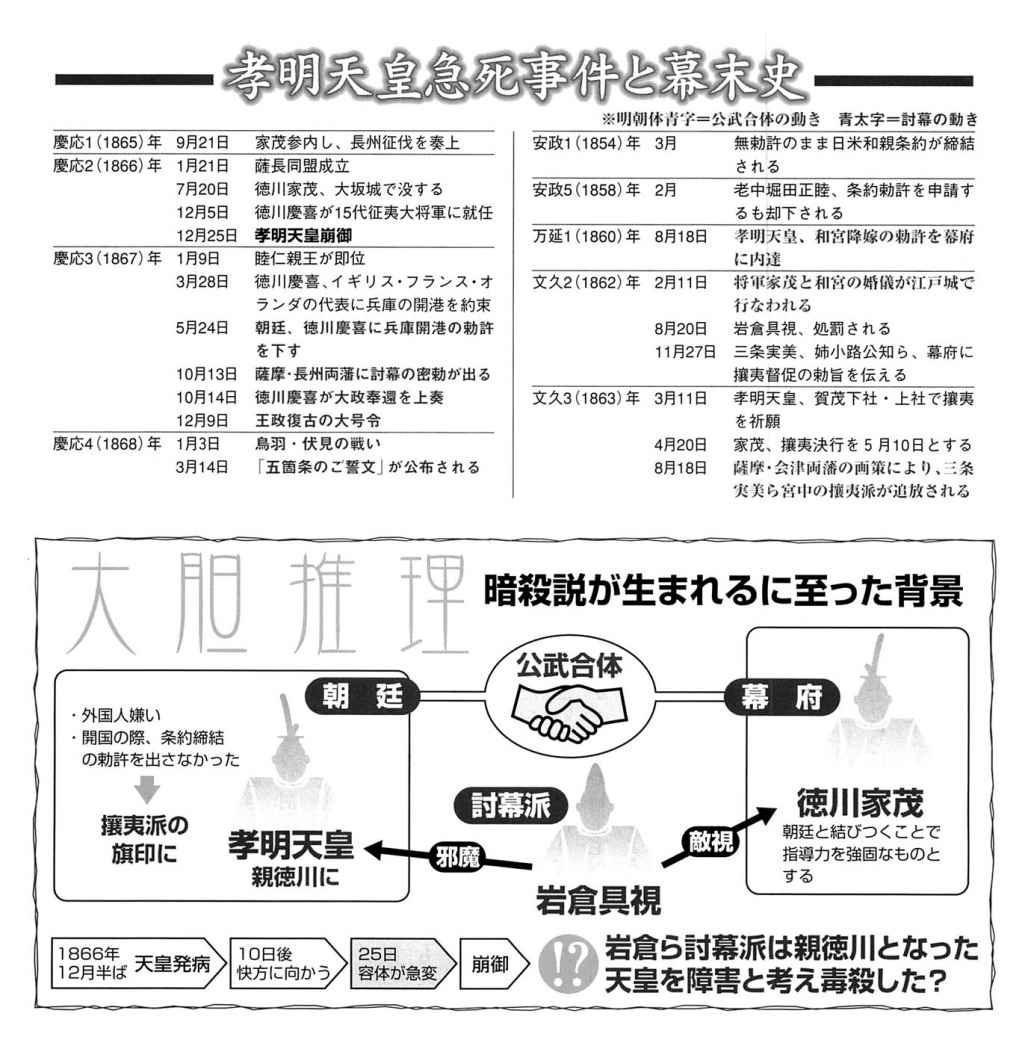 孝明天皇急死事件と幕末史
※明朝体青字＝公武合体の動き　青太字＝討幕の動き
安政1（1854）年　3月　無勅許のまま日米和親条約が締結
される
安政5（1858）年　2月　老中堀田正睦、条約勅許を申請す
るも却下される
万延1（1860）年　8月18日　孝明天皇、和宮降嫁の勅許を幕府
に内達
文久2（1862）年　2月11日　将軍家茂と和宮の婚儀が江戸城で
行なわれる
8月20日　岩倉具視、処罰される
11月27日　三条実美、姉小路公知ら、幕府に
攘夷督促の勅旨を伝える
文久3（1863）年　3月11日　孝明天皇、賀茂下社・上社で攘夷
を祈願
4月20日　家茂、攘夷決行を5月10日とする
8月18日　薩摩・会津両藩の画策により、三条
実美ら宮中の攘夷派が追放される
慶応1（1865）年　9月21日　家茂参内し、長州征伐を奏上
慶応2（1866）年　1月21日　薩長同盟成立
7月20日　徳川家茂、大坂城で没する
12月5日　徳川慶喜が15代征夷大将軍に就任
12月25日　孝明天皇崩御
慶応3（1867）年　1月9日　睦仁親王が即位
3月28日　徳川慶喜、イギリス・フランス・オ
ランダの代表に兵庫の開港を約束
5月24日　朝廷、徳川慶喜に兵庫開港の勅許
を下す
10月13日　薩摩・長州両藩に討幕の密勅が出る
10月14日　徳川慶喜が大政奉還を上奏
12月9日　王政復古の大号令
慶応4（1868）年　1月3日　鳥羽・伏見の戦い
3月14日　「五箇条のご誓文」が公布される
大胆推理
暗殺説が生まれるに至った背景
朝廷
公武合体
幕府
・外国人嫌い
・開国の際、条約締結
の勅許を出さなかった
攘夷派の
旗印に
孝明天皇
親徳川に
討幕派
邪魔
敵視
岩倉具視
徳川家茂
朝廷と結びつくことで
指導力を強固なものと
する
1866年
12月半ば　天皇発病
10日後
快方に向かう
25日
容体が急変
崩御
!?
岩倉ら討幕派は親徳川となった
天皇を障害と考え毒殺した？